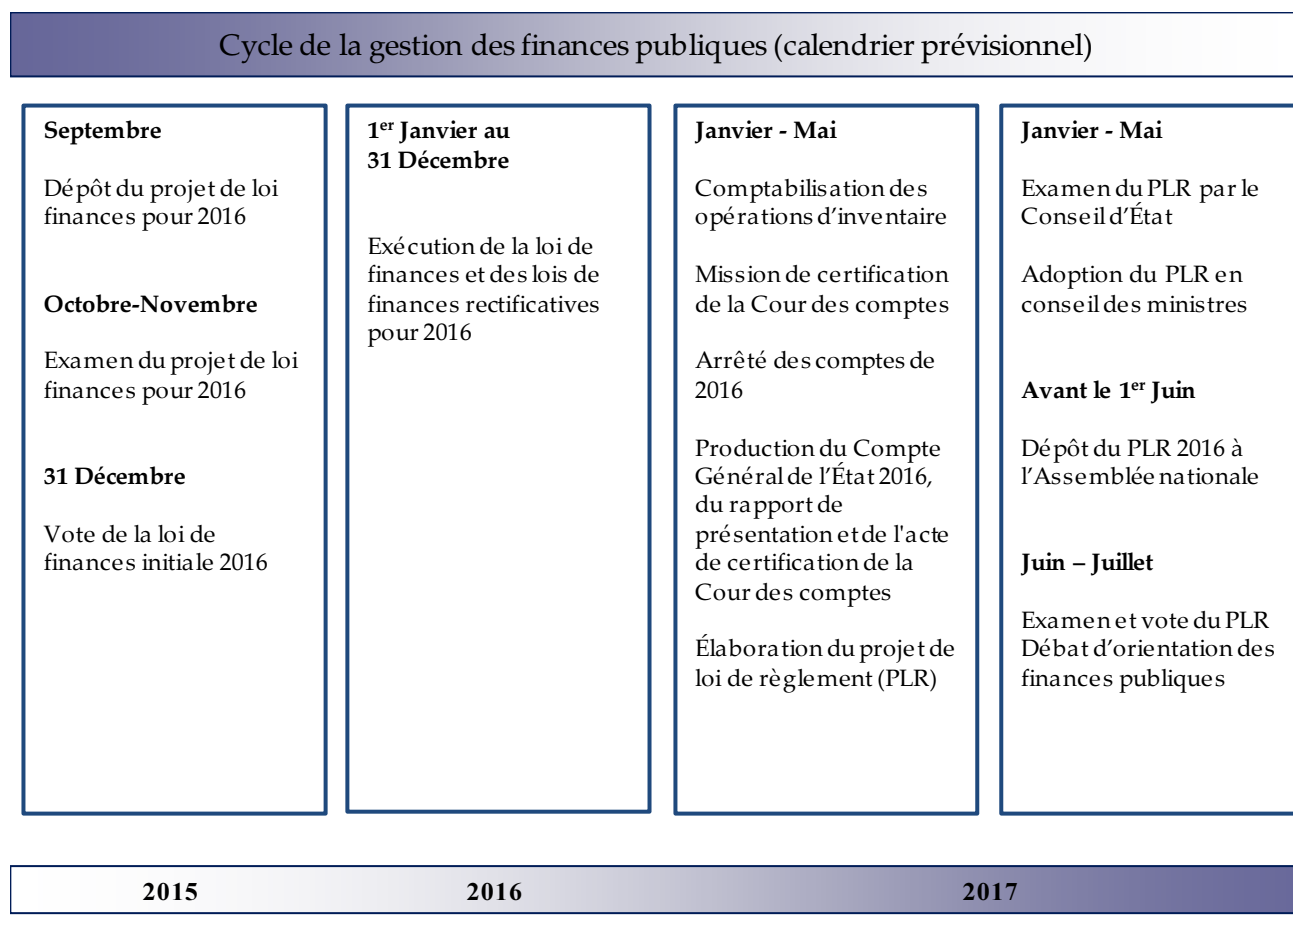 Cycle de la gestion des finances publiques (calendrier prévisionnel)
Septembre
Dépôt du projet de loi
finances pour 2016
Octobre-Novembre
Examen du projet de loi
finances pour 2016
31 Décembre
Vote de la loi de
finances initiale 2016
1er Janvier au
31 Décembre
Exécution de la loi de
finances et des lois de
finances rectificatives
pour 2016
Janvier - Mai
Comptabilisation des
opérations d'inventaire
Mission de certification
de la Cour des comptes
Arrêté des comptes de
2016
Production du Compte
Général de l'État 2016,
du rapport de
présentation et de l'acte
de certification de la
Cour des comptes
Élaboration du projet de
loi de règlement (PLR)
Janvier - Mai
Examen du PLR par le
Conseil d'État
Adoption du PLR en
conseil des ministres
Avant le 1er Juin
Dépôt du PLR 2016 à
l'Assemblée nationale
Juin – Juillet
Examen et vote du PLR
Débat d'orientation des
finances publiques
2015
2016
2017